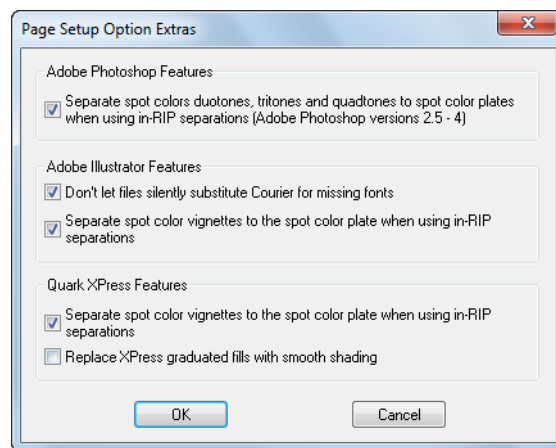 Page Setup Option Extras
Adobe Photoshop Features
Separate spot colors duotones, tritones and quadtones to spot color plates
when using in-RIP separations (Adobe Photoshop versions 2.5 - 4)
Adobe Illustrator Features
Don't let files silently substitute Courier for missing fonts
Separate spot color vignettes to the spot color plate when using in-RIP
separations
Quark XPress Features
Separate spot color vignettes to the spot color plate when using in-RIP
separations
Replace XPress graduated fills with smooth shading
OK Cancel